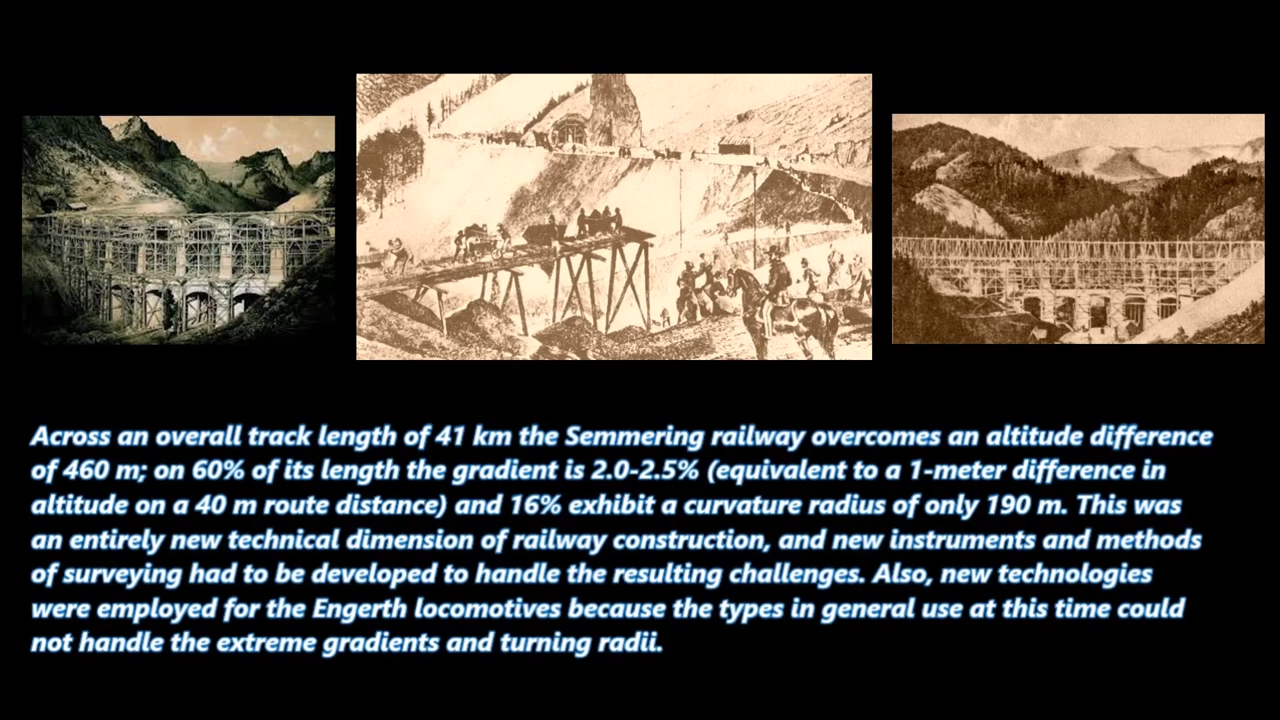 Across an overall track length of 41 km the Semmering railway overcomes an altitude difference
of 460 m; on 60% of its length the gradient is 2.0-2.5% (equivalent to a 1-meter difference in
altitude on a 40 m route distance) and 16% exhibit a curvature radius of only 190 m. This was
an entirely new technical dimension of railway construction, and new instruments and methods
of surveying had to be developed to handle the resulting challenges. Also, new technologies
were employed for the Engerth locomotives because the types in general use at this time could
not handle the extreme gradients and turning radii.